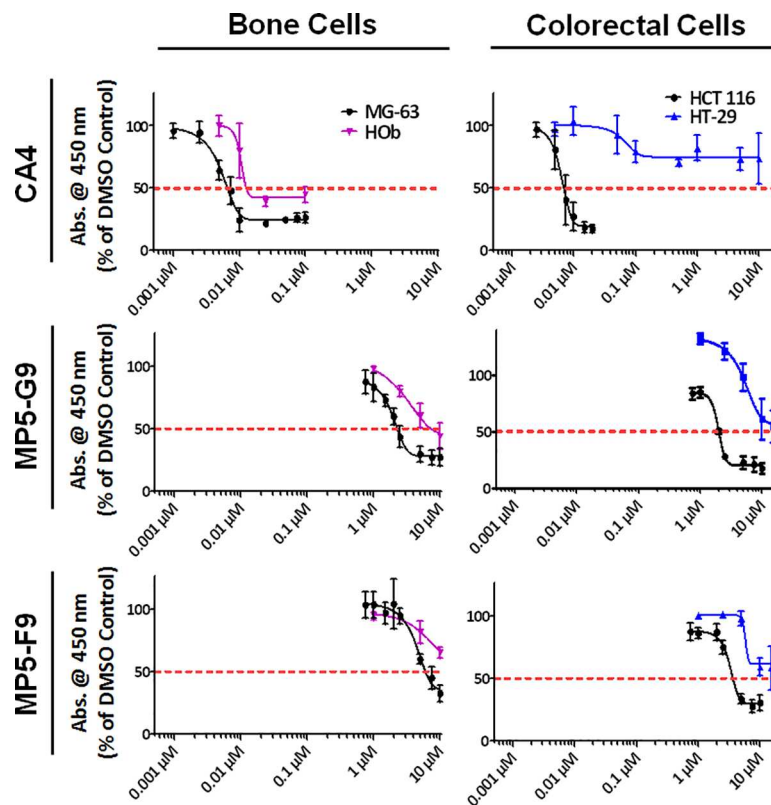 Bone Cells
Colorectal Cells
CA4
Abs. @ 450 nm
(% of DMSO Control)
100
50
0
MG-63
HOb
0.001 µM
0.01 µM
0.1 µM
1 µM
10 µM
100
50
0
HCT 116
HT-29
0.001 µM
0.01 µM
0.1 µM
1 µM
10 µM
MP5-G9
Abs. @ 450 nm
(% of DMSO Control)
100
50
0
0.001 µM
0.01 µM
0.1 µM
1 µM
10 µM
100
50
0
0.001 µM
0.01 µM
0.1 µM
1 µM
10 µM
MP5-F9
Abs. @ 450 nm
(% of DMSO Control)
100
50
0
0.001 µM
0.01 µM
0.1 µM
1 µM
10 µM
100
50
0
0.001 µM
0.01 µM
0.1 µM
1 µM
10 µM